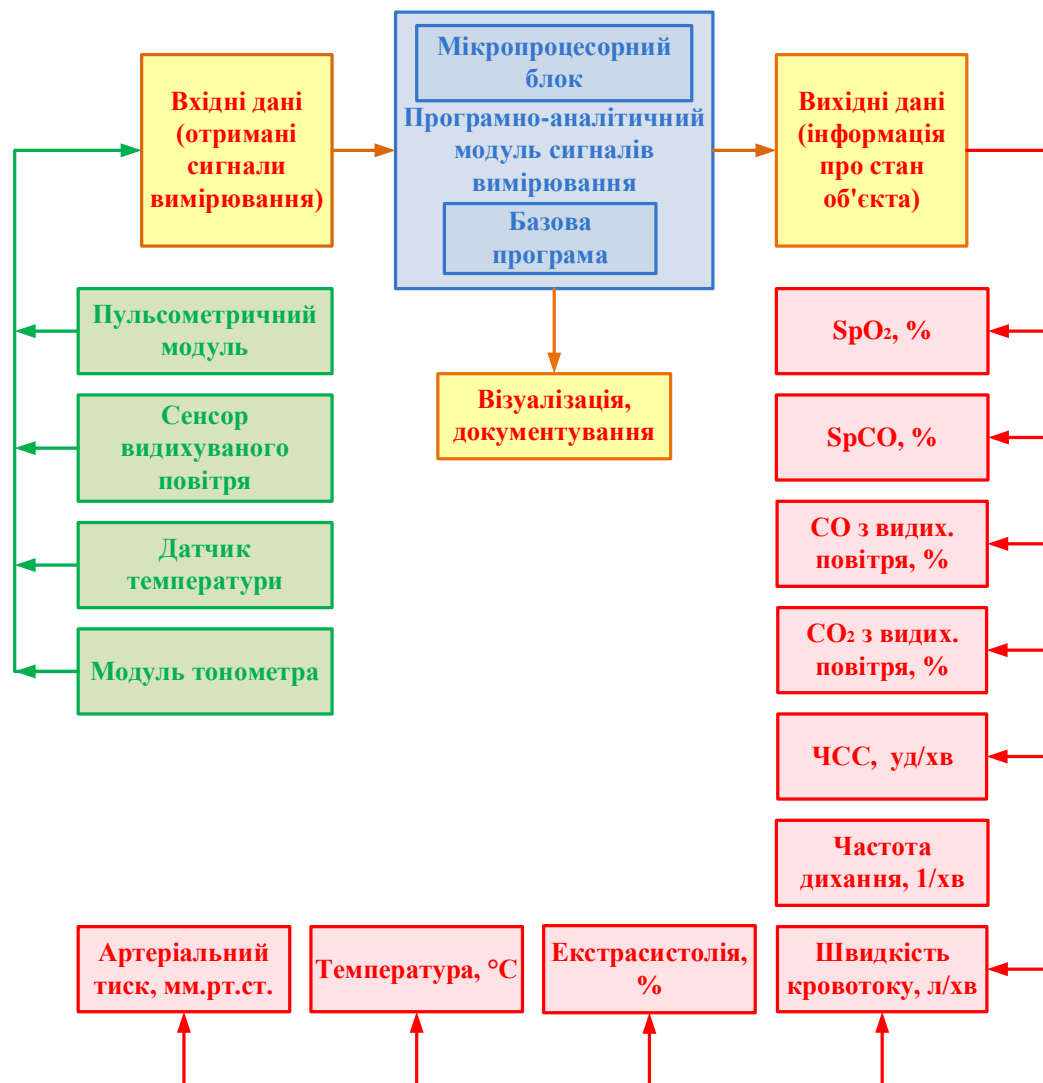 Вхідні дані
(отримані
сигнали
вимірювання)
Мікропроцесорний
блок
Програмно-аналітичний
модуль сигналів
вимірювання
Базова
програма
Вихідні дані
(інформація
про стан
об'єкта)
Пульсометричний
модуль
Сенсор
видихуваного
повітря
Датчик
температури
Модуль тонометра
Візуалізація,
документування
SpO₂, %
SpCO, %
CO з видих.
повітря, %
CO₂ з видих.
повітря, %
ЧСС, уд/хв
Частота
дихання, 1/хв
Артеріальний
тиск, мм.рт.ст.
Температура, °С
Екстрасистолія,
%
Швидкість
кровотоку, л/хв